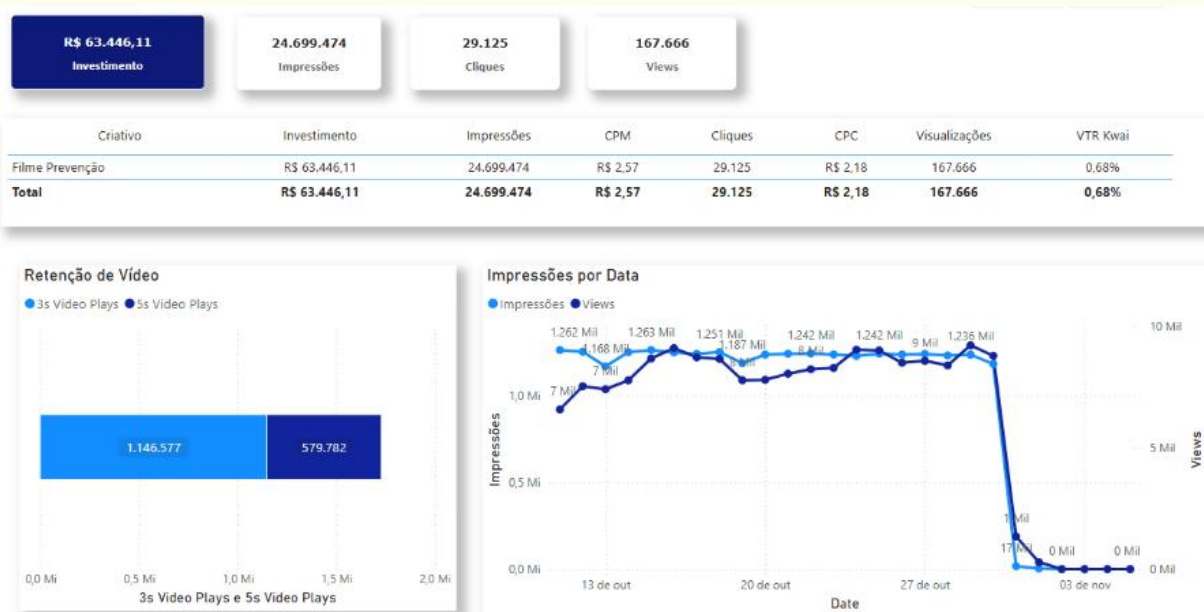 R$ 63.446,11
Investimento
24.699.474
Impressões
29.125
Cliques
167.666
Views
Criativo Investimento Impressões CPM Cliques CPC Visualizações VTR Kwai
Filme Prevenção R$ 63.446,11 24.699.474 R$ 2,57 29.125 R$ 2,18 167.666 0,68%
Total R$ 63.446,11 24.699.474 R$ 2,57 29.125 R$ 2,18 167.666 0,68%
Retenção de Vídeo
3s Video Plays 5s Video Plays
1.146.577 579.782
0,0 Mi 0,5 Mi 1,0 Mi 1,5 Mi 2,0 Mi
3s Video Plays e 5s Video Plays
Impressões por Data
Impressões Views
1.262 Mil 1.263 Mil 1.251 Mil 1.242 Mil 1.242 Mil 1.236 Mil 10 Mil
1.168 Mil 1.187 Mil 9 Mil
7 Mil 8 Mil 8 Mil
1,0 Mi 7 Mil
Impressões
0,5 Mi 5 Mil
Views
1 Mil
17 Mil 0 Mil 0 Mil
0,0 Mi 0 Mil
13 de out 20 de out 27 de out 03 de nov
Date